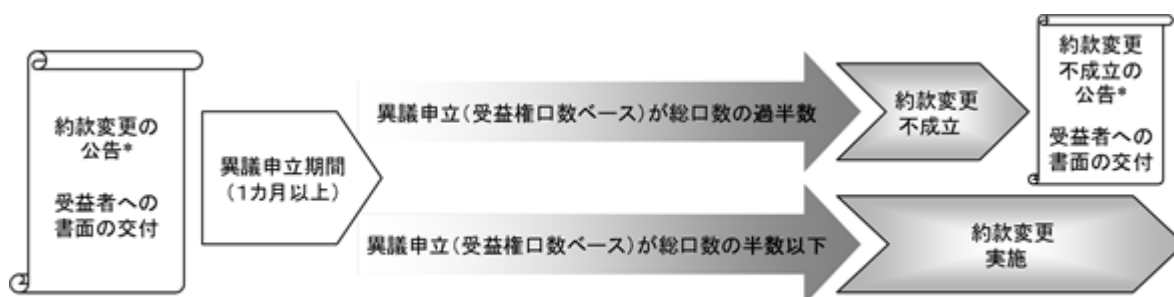 約款変更の
公告*
受益者への
書面の交付
異議申立期間
(1カ月以上)
異議申立(受益権口数ベース)が総口数の過半数
約款変更
不成立
約款変更
不成立の
公告*
受益者への
書面の交付
異議申立(受益権口数ベース)が総口数の半数以下
約款変更
実施